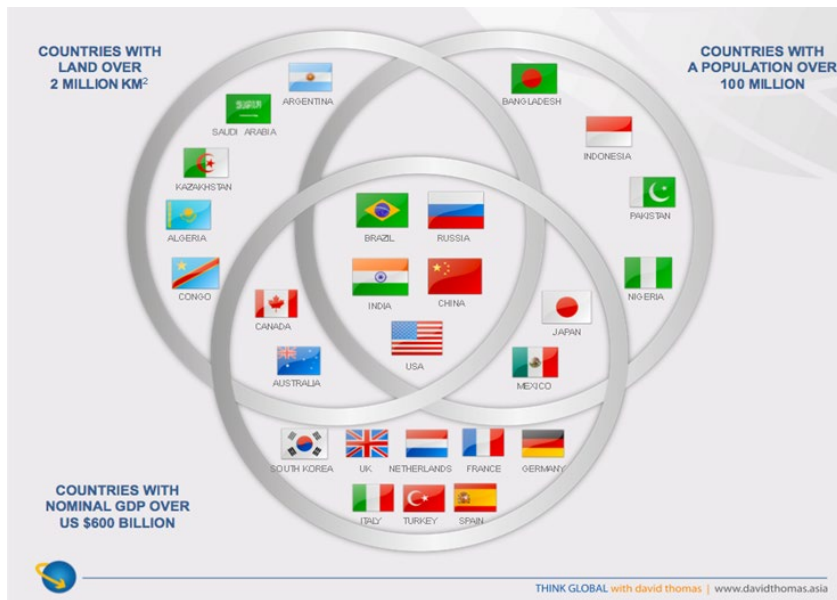 COUNTRIES WITH
LAND OVER
2 MILLION KM²
COUNTRIES WITH
A POPULATION OVER
100 MILLION
ARGENTINA
SAUDI ARABIA
KAZAKHSTAN
ALGERIA
CONGO
BANGLADESH
INDONESIA
PAKISTAN
NIGERIA
BRAZIL
RUSSIA
INDIA
CHINA
USA
CANADA
AUSTRALIA
JAPAN
MEXICO
SOUTH KOREA
UK
NETHERLANDS
FRANCE
GERMANY
ITALY
TURKEY
SPAIN
COUNTRIES WITH
NOMINAL GDP OVER
US $600 BILLION
THINK GLOBAL with david thomas | www.davidthomas.asia